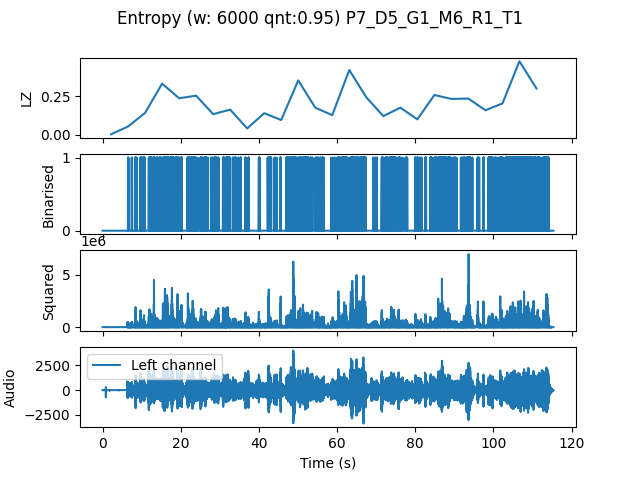 Entropy (w: 6000 qnt:0.95) P7_D5_G1_M6_R1_T1
LZ
0.25
0.00
Binarised
1
0
1e6
Squared
5
0
Audio
2500
0
−2500
Left channel
0 20 40 60 80 100 120
Time (s)